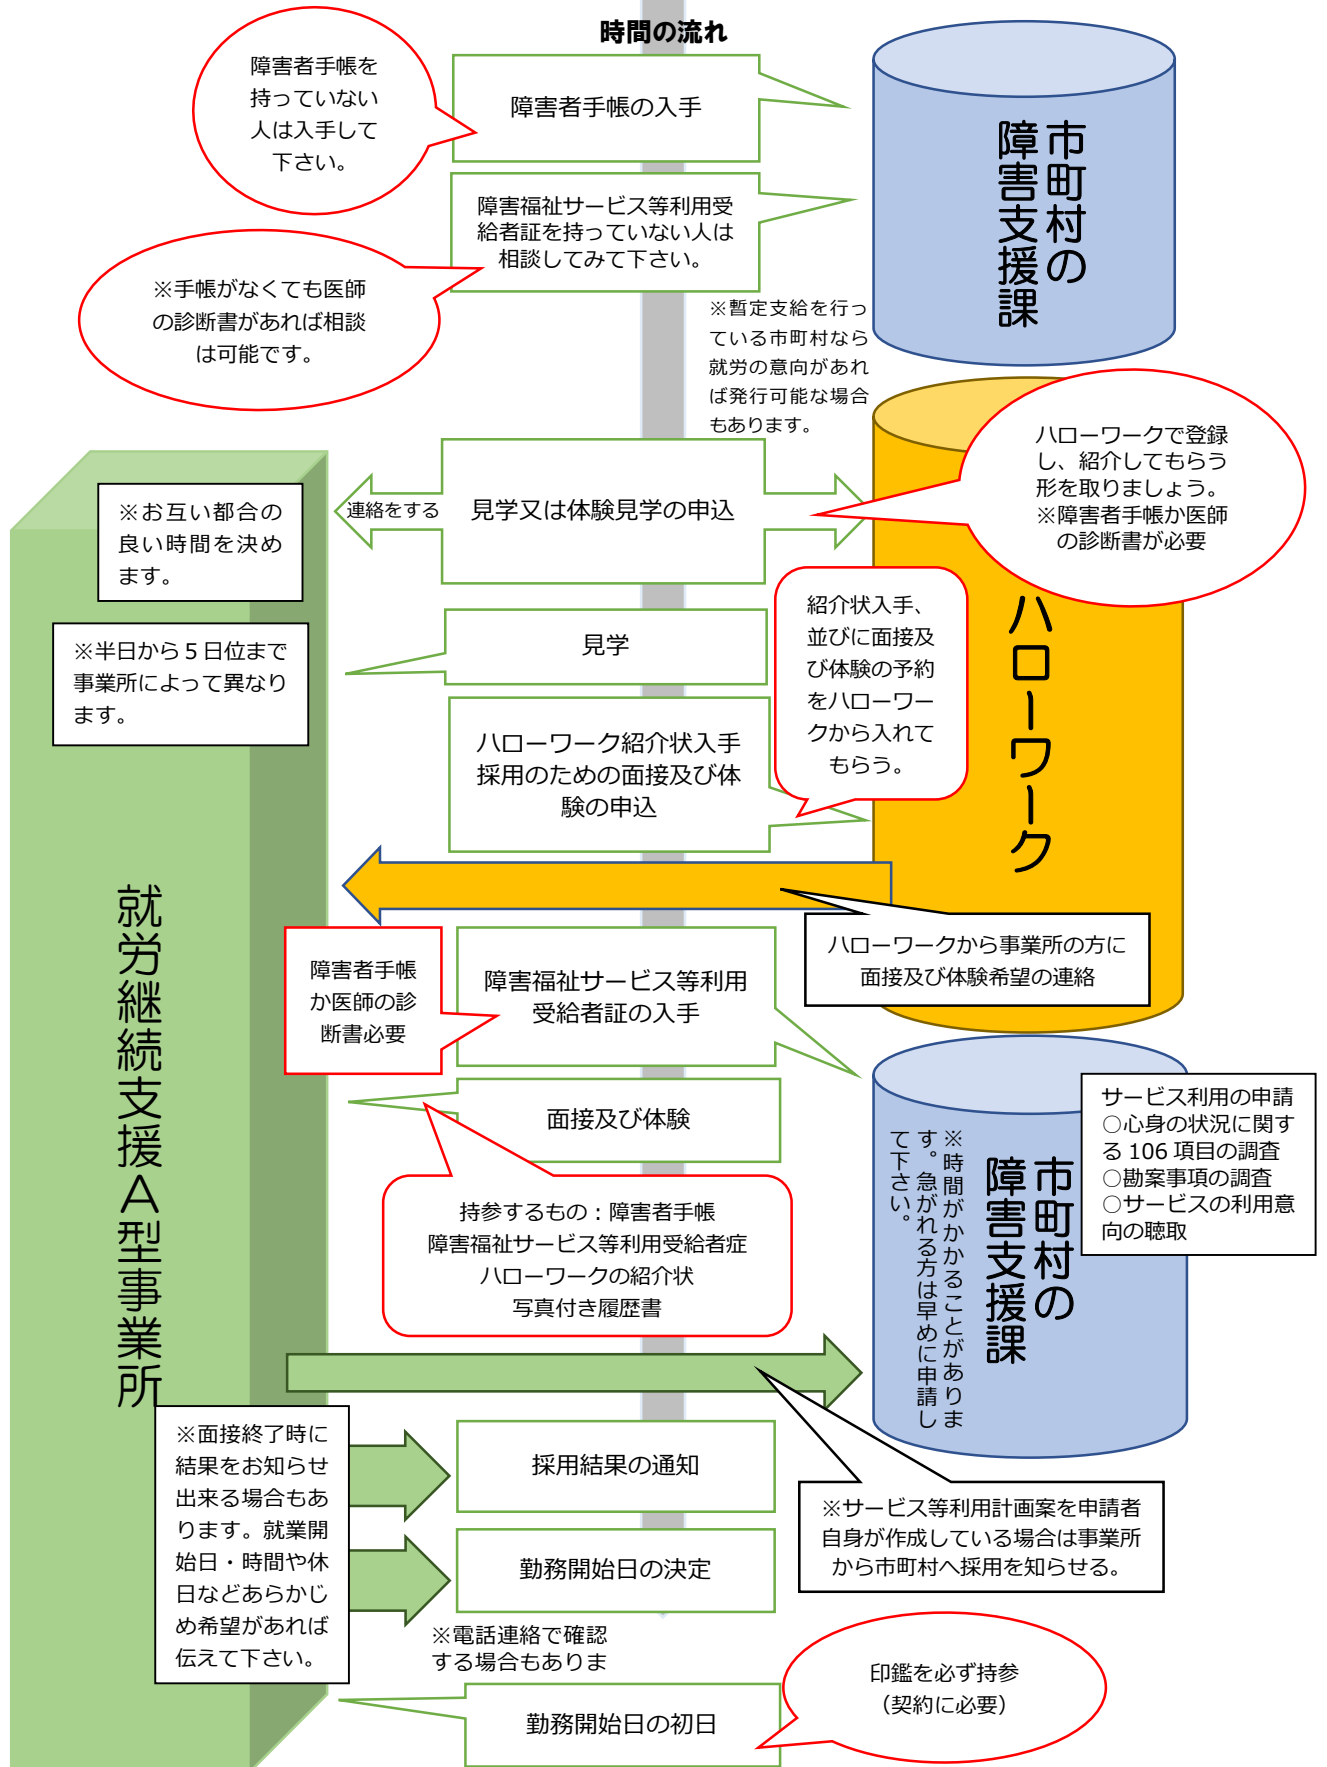 時間の流れ
障害者手帳を
持っていない
人は入手して
下さい。
障害者手帳の入手
市町村の
障害支援課
障害福祉サービス等利用受
給者証を持っていない人は
相談してみて下さい。
※手帳がなくても医師
の診断書があれば相談
は可能です。
※暫定支給を行っ
ている市町村なら
就労の意向があれ
ば発行可能な場合
もあります。
ハローワークで登録
し、紹介してもらう
形を取りましょう。
※障害者手帳か医師
の診断書が必要
連絡をする
見学又は体験見学の申込
※お互い都合の
良い時間を決め
ます。
見学
※半日から５日位まで
事業所によって異なり
ます。
紹介状入手、
並びに面接及
び体験の予約
をハローワー
クから入れて
もらう。
ハローワーク
ハローワーク紹介状入手
採用のための面接及び体
験の申込
就労継続支援Ａ型事業所
ハローワークから事業所の方に
面接及び体験希望の連絡
障害者手帳
か医師の診
断書必要
障害福祉サービス等利用
受給者証の入手
面接及び体験
サービス利用の申請
○心身の状況に関す
る 106 項目の調査
○勘案事項の調査
○サービスの利用意
向の聴取
市町村の
障害支援課
※時間がかかることがありま
す。急がれる方は早めに申請し
て下さい。
持参するもの：障害者手帳
障害福祉サービス等利用受給者症
ハローワークの紹介状
写真付き履歴書
※面接終了時に
結果をお知らせ
出来る場合もあ
ります。就業開
始日・時間や休
日などあらかじ
め希望があれば
伝えて下さい。
採用結果の通知
※サービス等利用計画案を申請者
自身が作成している場合は事業所
から市町村へ採用を知らせる。
勤務開始日の決定
※電話連絡で確認
する場合もありま
印鑑を必ず持参
（契約に必要）
勤務開始日の初日